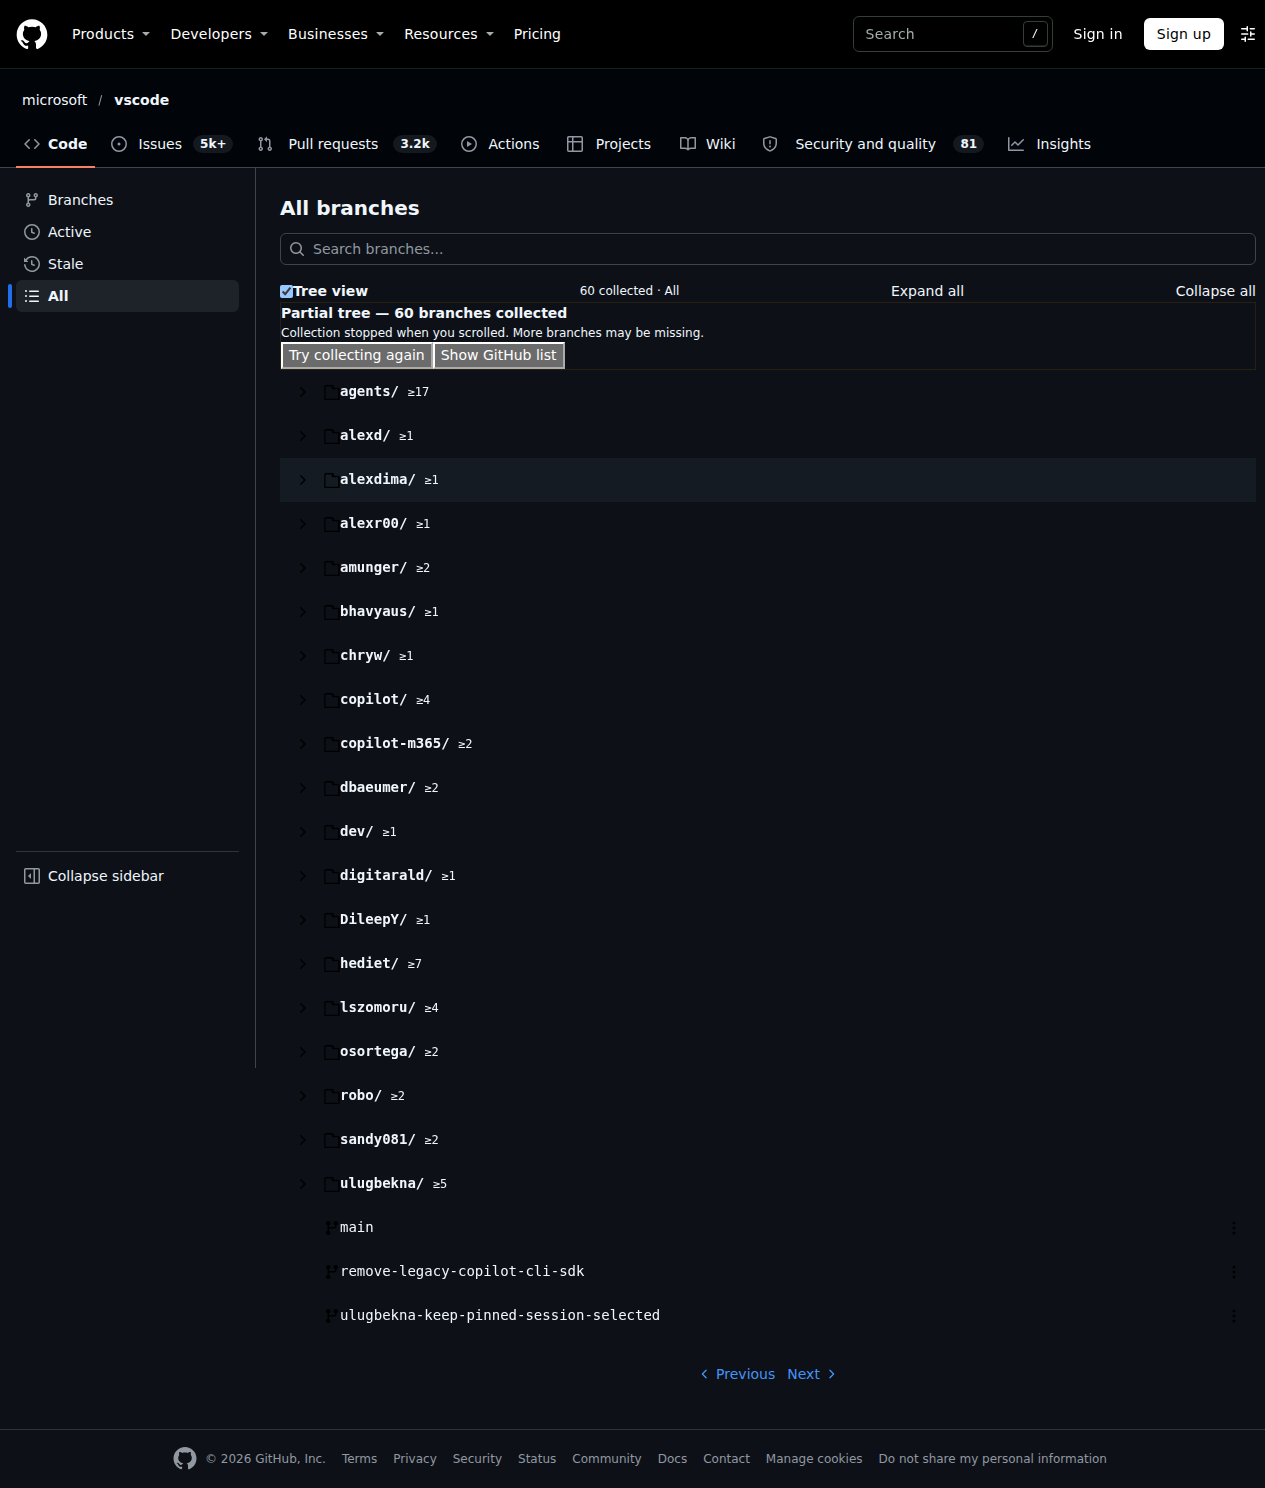 Products Developers Businesses Resources Pricing Search / Sign in Sign up
microsoft / vscode
Code Issues 5k+ Pull requests 3.2k Actions Projects Wiki Security and quality 81 Insights
Branches
Active
Stale
All
Collapse sidebar
All branches
Search branches...
Tree view 60 collected · All Expand all Collapse all
Partial tree — 60 branches collected
Collection stopped when you scrolled. More branches may be missing.
Try collecting again Show GitHub list
agents/ ≥17
alexd/ ≥1
alexdima/ ≥1
alexr00/ ≥1
amunger/ ≥2
bhavyaus/ ≥1
chryw/ ≥1
copilot/ ≥4
copilot-m365/ ≥2
dbaeumer/ ≥2
dev/ ≥1
digitarald/ ≥1
DileepY/ ≥1
hediet/ ≥7
lszomoru/ ≥4
osortega/ ≥2
robo/ ≥2
sandy081/ ≥2
ulugbekna/ ≥5
main
remove-legacy-copilot-cli-sdk
ulugbekna-keep-pinned-session-selected
Previous Next
© 2026 GitHub, Inc. Terms Privacy Security Status Community Docs Contact Manage cookies Do not share my personal information